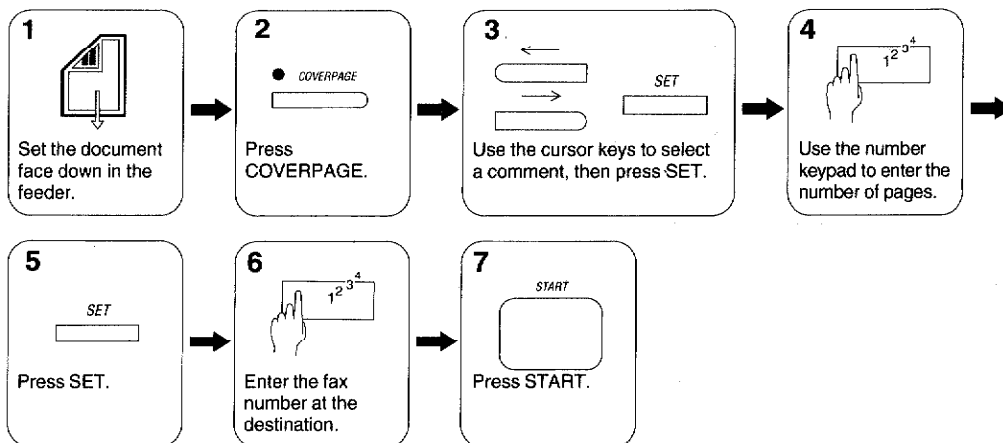 1
Set the document
face down in the
feeder.
2
COVERPAGE
Press
COVERPAGE.
3
SET
Use the cursor keys to select
a comment, then press SET.
4
1 2 3 4
Use the number
keypad to enter the
number of pages.
5
SET
Press SET.
6
1 2 3 4
Enter the fax
number at the
destination.
7
START
Press START.